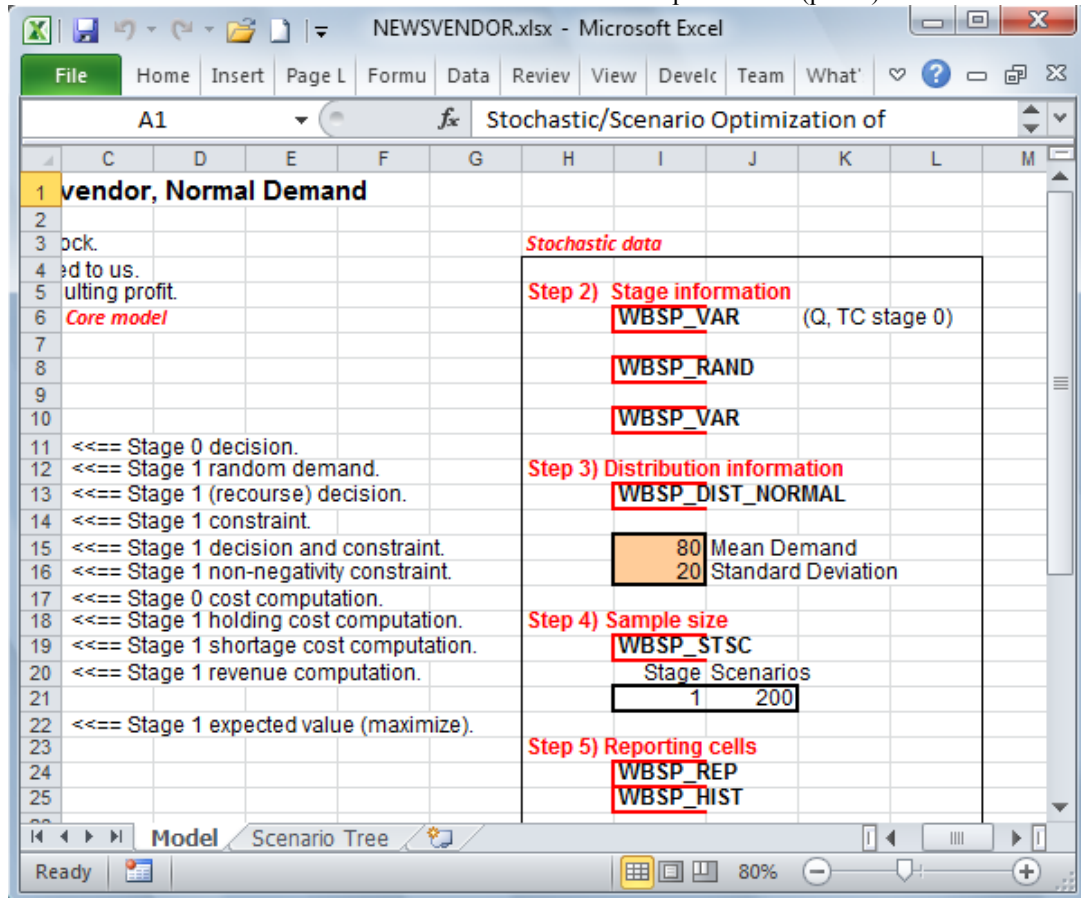 NEWSVENDOR.xlsx - Microsoft Excel
File Home Insert Page L Formu Data Reviev View Develc Team What'
A1 fx Stochastic/Scenario Optimization of
C D E F G H I J K L M
1 vendor, Normal Demand
2
3 ock. Stochastic data
4 ed to us.
5 ulting profit. Step 2) Stage information
6 Core model WBSP_VAR (Q, TC stage 0)
7
8 WBSP_RAND
9
10 WBSP_VAR
11 <<== Stage 0 decision.
12 <<== Stage 1 random demand. Step 3) Distribution information
13 <<== Stage 1 (recourse) decision. WBSP_DIST_NORMAL
14 <<== Stage 1 constraint.
15 <<== Stage 1 decision and constraint. 80 Mean Demand
16 <<== Stage 1 non-negativity constraint. 20 Standard Deviation
17 <<== Stage 0 cost computation.
18 <<== Stage 1 holding cost computation. Step 4) Sample size
19 <<== Stage 1 shortage cost computation. WBSP_STSC
20 <<== Stage 1 revenue computation. Stage Scenarios
21 1 200
22 <<== Stage 1 expected value (maximize).
23 Step 5) Reporting cells
24 WBSP_REP
25 WBSP_HIST
Model Scenario Tree
Ready 80%